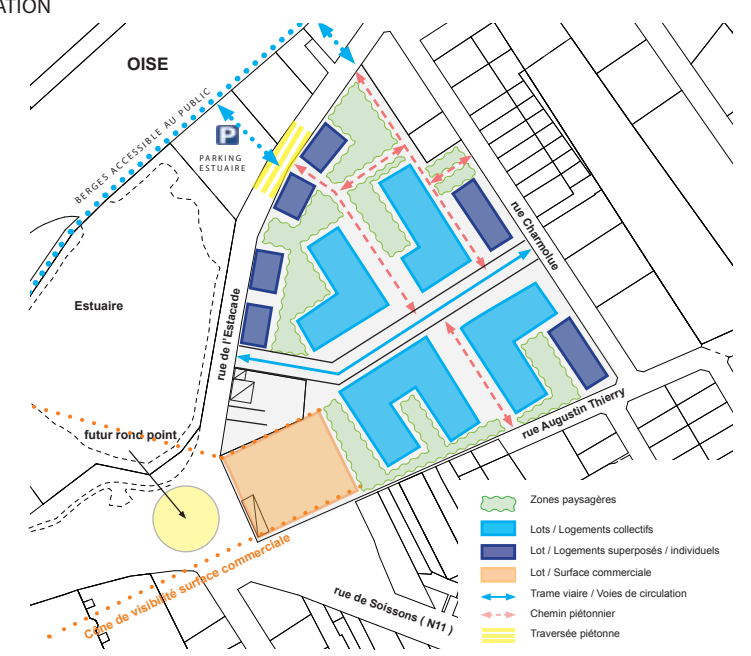 ATION
OISE
BERGES ACCESSIBLE AU PUBLIC
P
PARKING
ESTUAIRE
rue Charmolue
Estuaire
rue de l'Estacade
futur rond point
rue Augustin Thierry
Cône de visibilité surface commerciale
rue de Soissons ( N11 )
Zones paysagères
Lots / Logements collectifs
Lot / Logements superposés / individuels
Lot / Surface commerciale
Trame viaire / Voies de circulation
Chemin piétonnier
Traversée piétonne